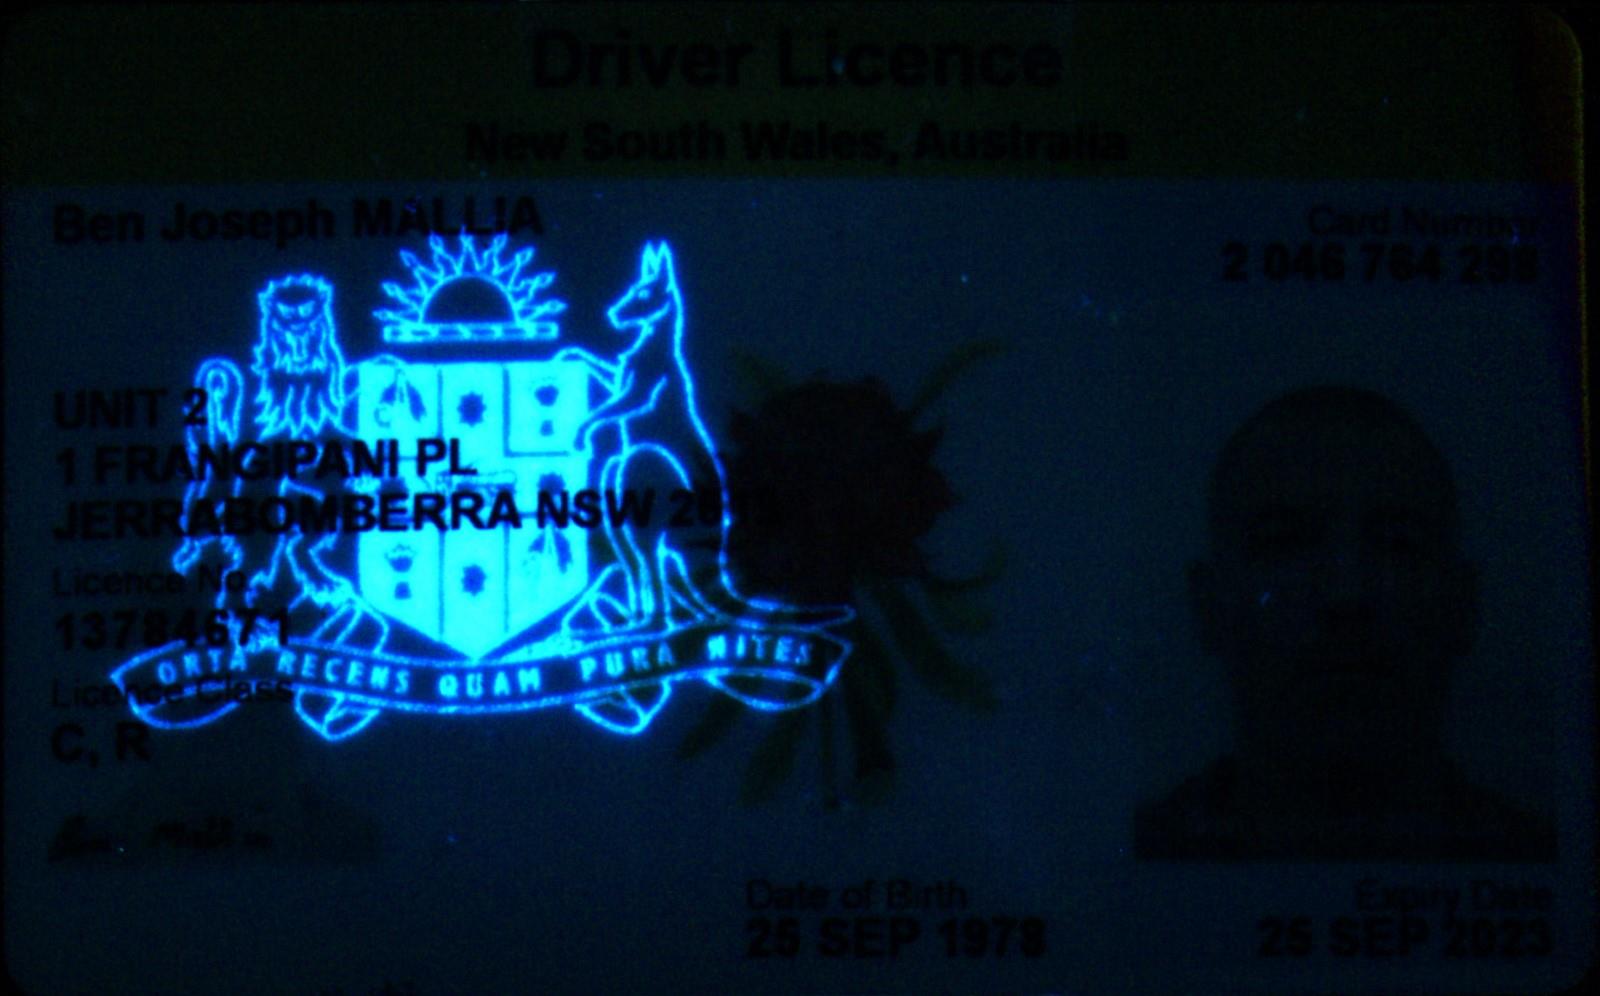 Driver Licence
New South Wales, Australia
Ben Joseph MALLIA
Card Number
2 046 764 298
UNIT 2
1 FRANGIPANI PL
JERRABOMBERRA NSW 2619
Licence No.
13784671
ORTA RECENS QUAM PURA NITES
Licence Class
C, R
Date of Birth
25 SEP 1978
Expiry Date
25 SEP 2023